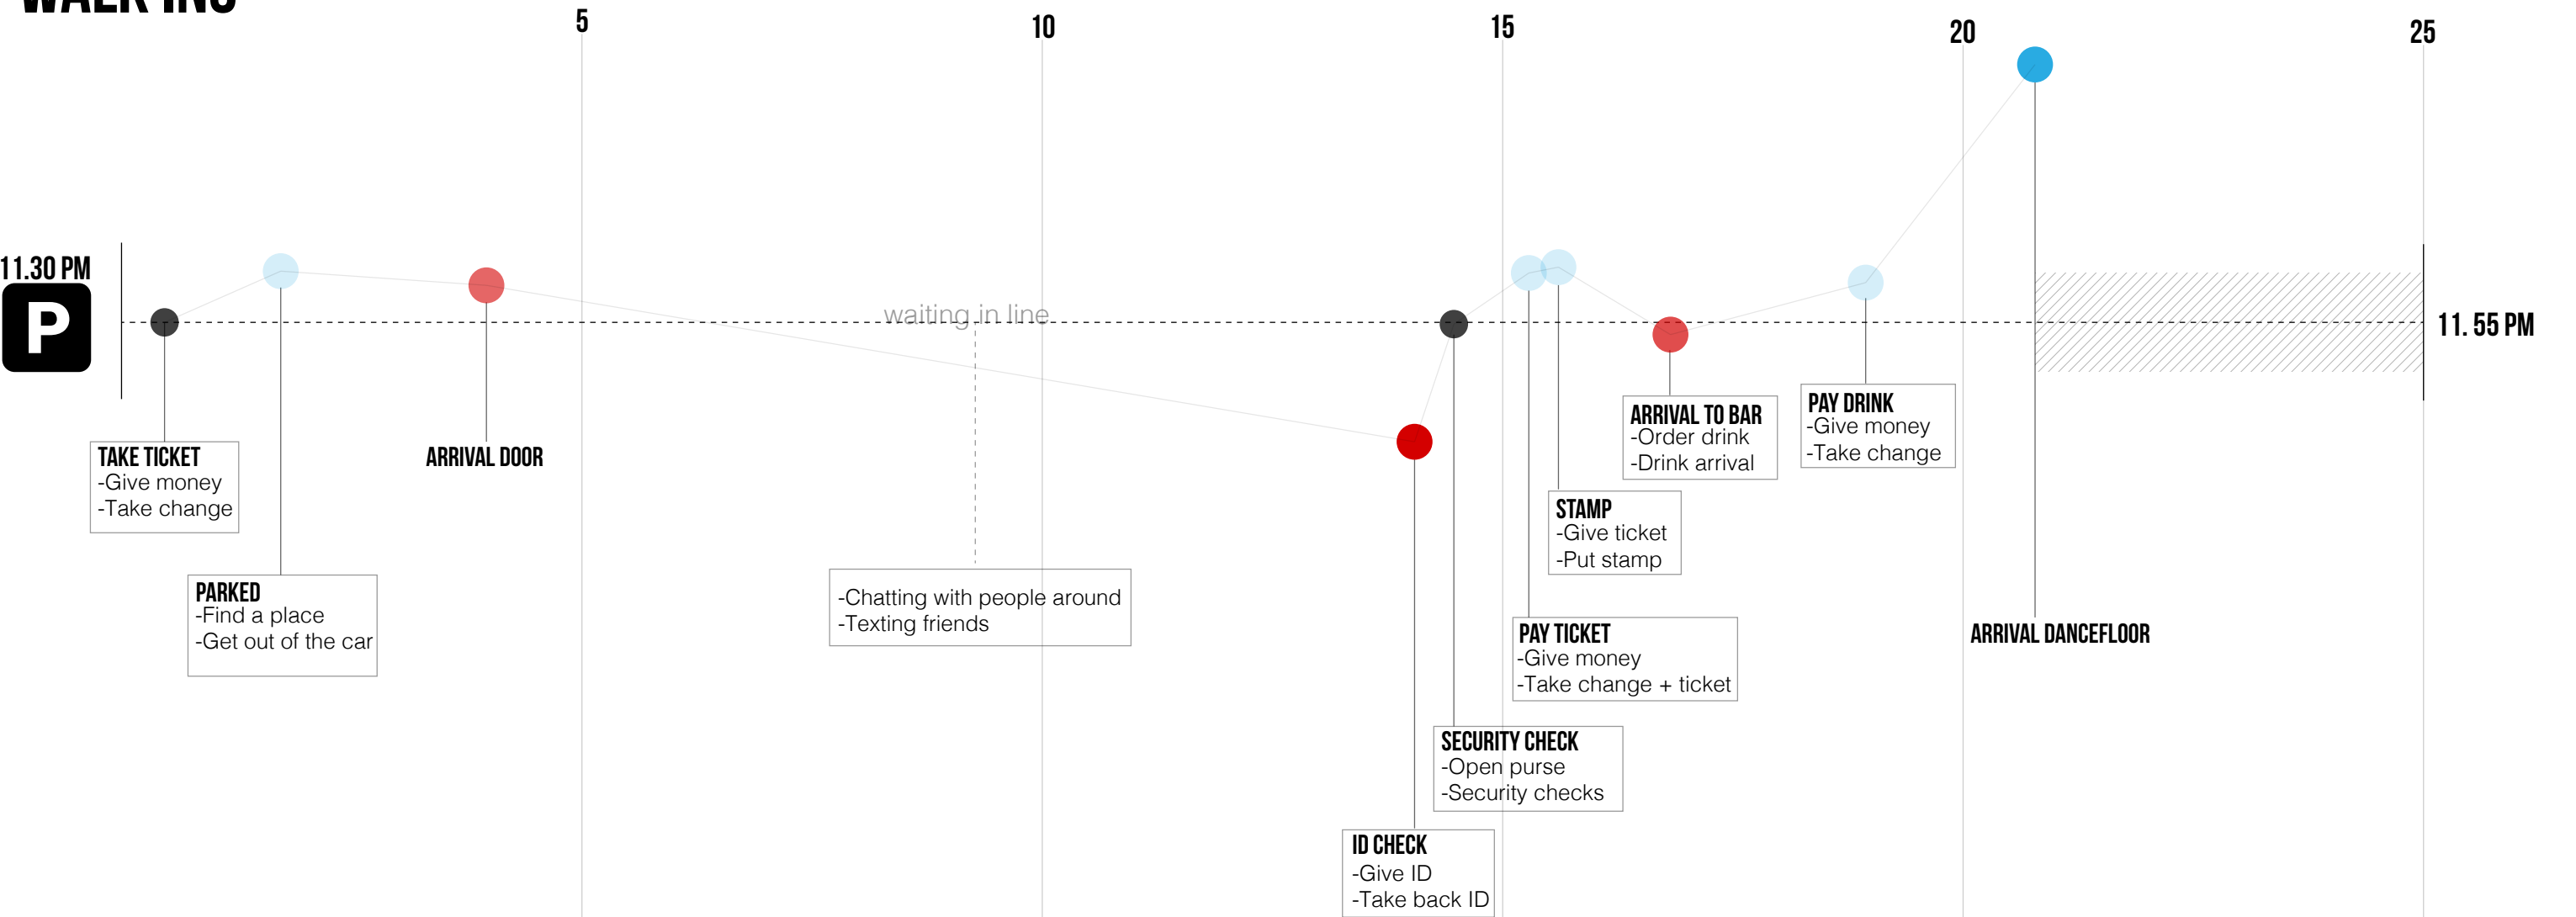 WALK-INS
5
10
15
20
25
11.30 PM
P
waiting in line
11. 55 PM
TAKE TICKET
-Give money
-Take change
PARKED
-Find a place
-Get out of the car
ARRIVAL DOOR
-Chatting with people around
-Texting friends
ID CHECK
-Give ID
-Take back ID
SECURITY CHECK
-Open purse
-Security checks
PAY TICKET
-Give money
-Take change + ticket
STAMP
-Give ticket
-Put stamp
ARRIVAL TO BAR
-Order drink
-Drink arrival
PAY DRINK
-Give money
-Take change
ARRIVAL DANCEFLOOR